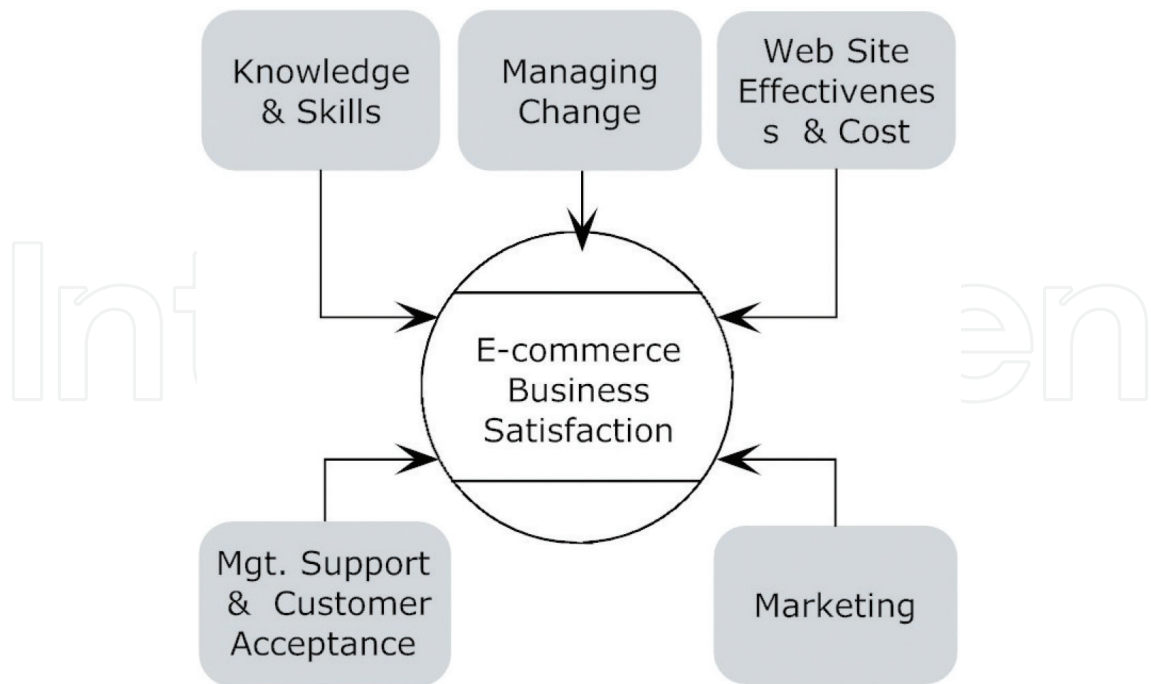 Knowledge
& Skills
Managing
Change
Web Site
Effectivenes
s & Cost
E-commerce
Business
Satisfaction
Mgt. Support
& Customer
Acceptance
Marketing